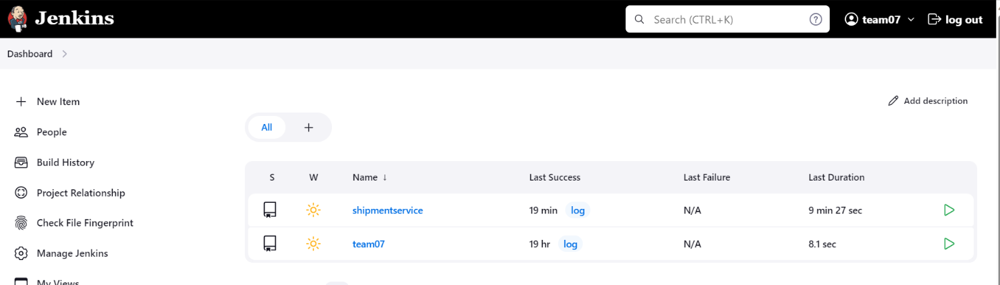 Jenkins
Search (CTRL+K)
team07
log out
Dashboard
New Item
Add description
People
All
Build History
S W Name ↓ Last Success Last Failure Last Duration
Project Relationship
shipmentservice 19 min log N/A 9 min 27 sec
Check File Fingerprint
team07 19 hr log N/A 8.1 sec
Manage Jenkins
My Views